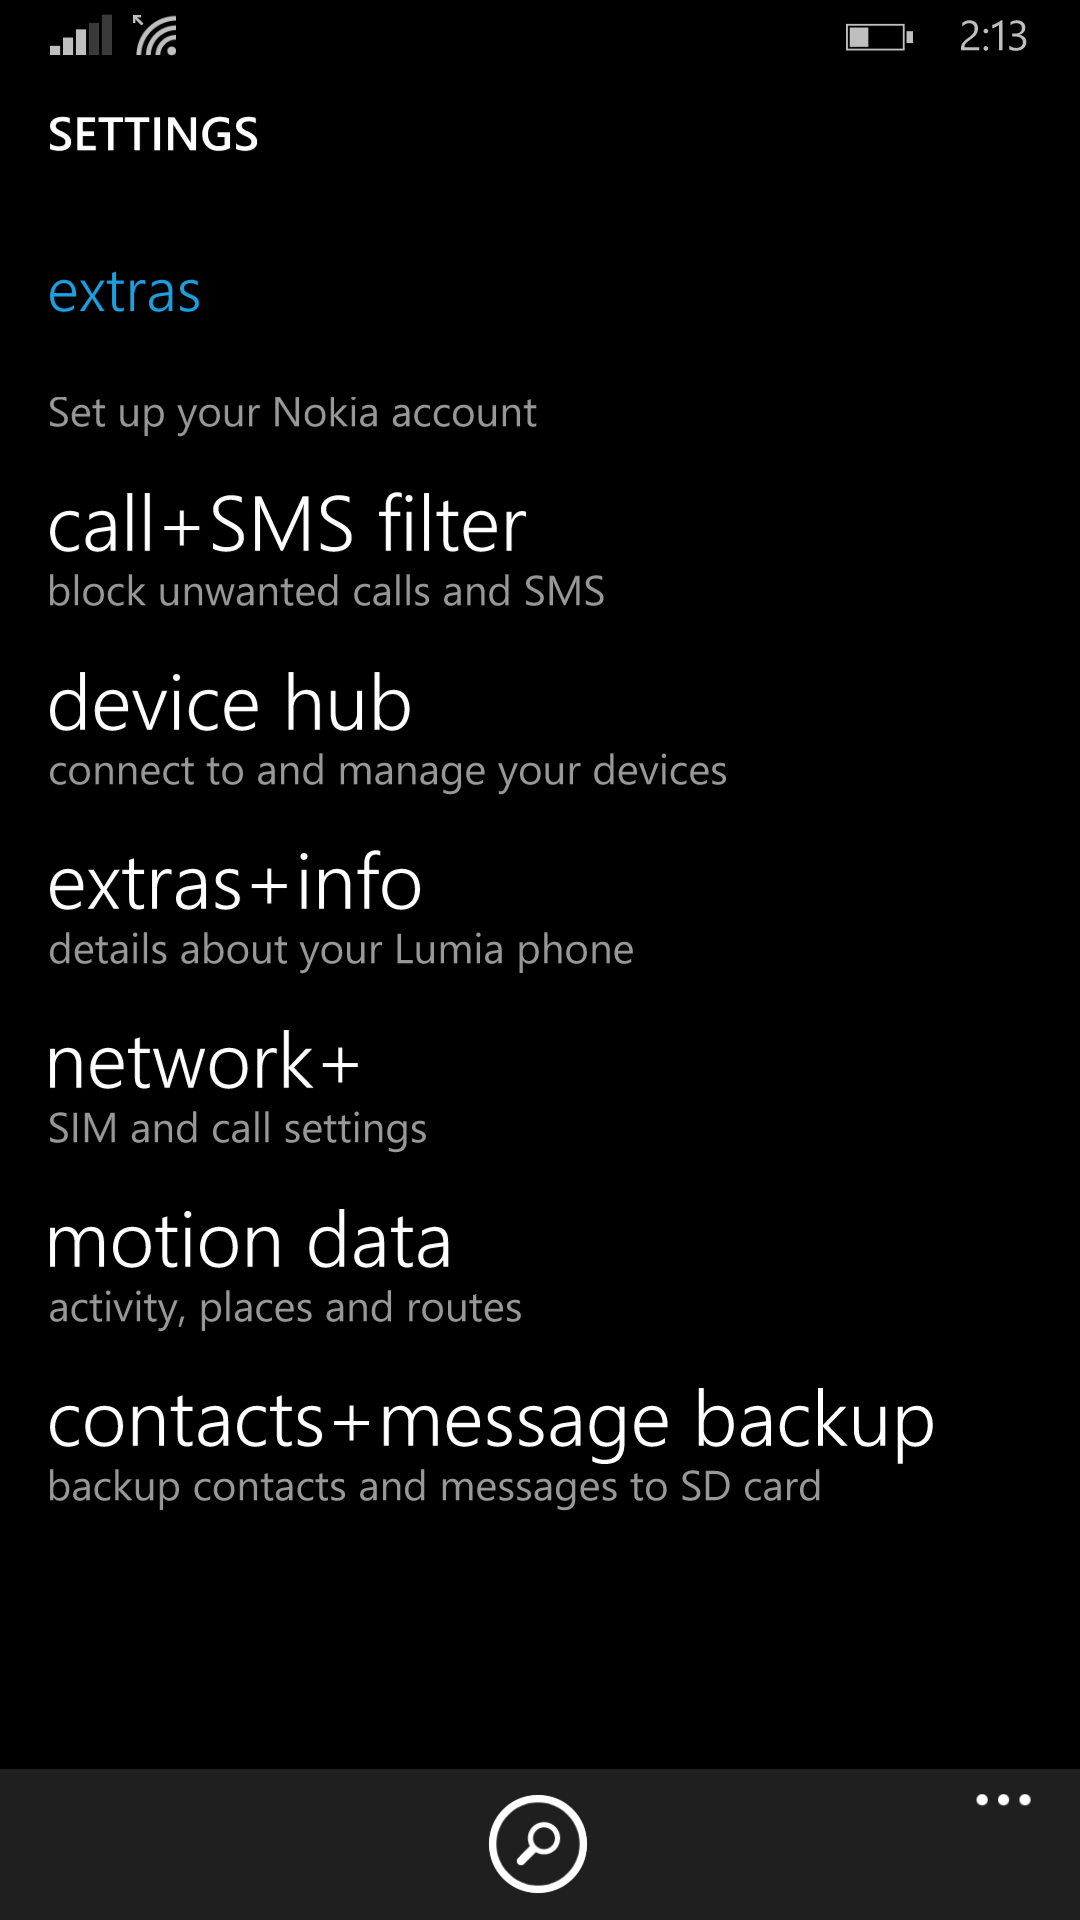 2:13
SETTINGS
extras
Set up your Nokia account
call+SMS filter
block unwanted calls and SMS
device hub
connect to and manage your devices
extras+info
details about your Lumia phone
network+
SIM and call settings
motion data
activity, places and routes
contacts+message backup
backup contacts and messages to SD card